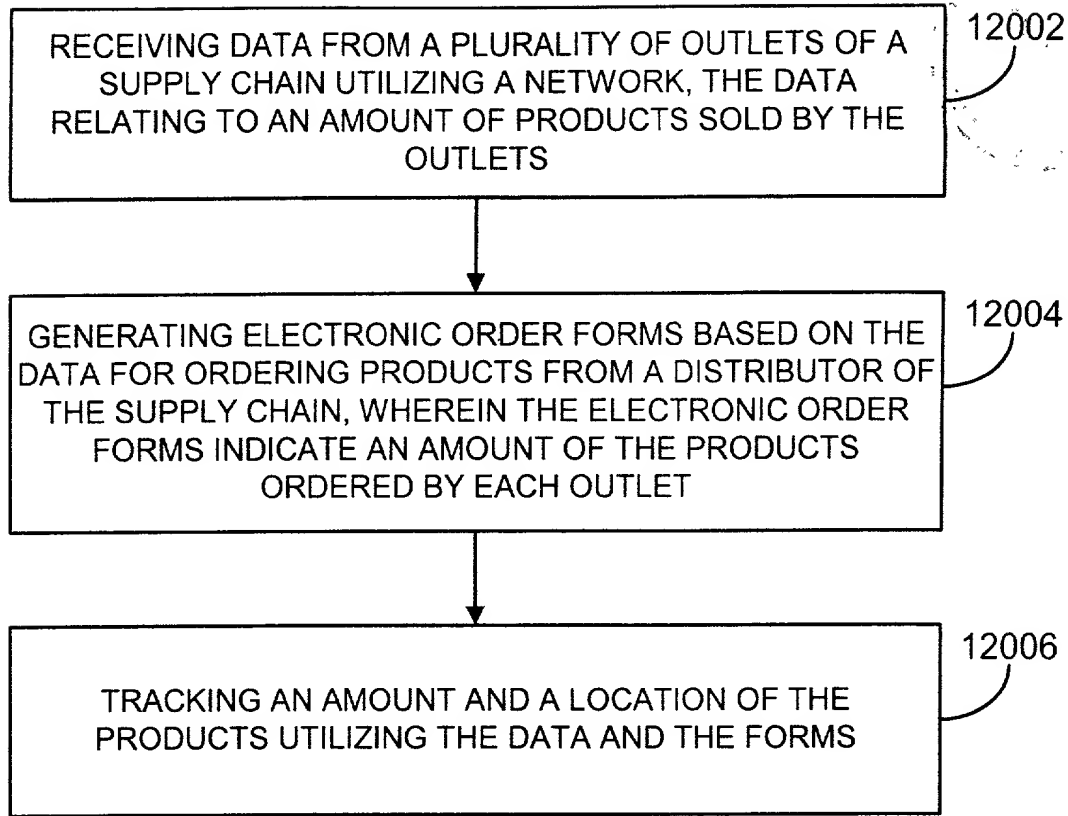 RECEIVING DATA FROM A PLURALITY OF OUTLETS OF A
SUPPLY CHAIN UTILIZING A NETWORK, THE DATA
RELATING TO AN AMOUNT OF PRODUCTS SOLD BY THE
OUTLETS
12002
GENERATING ELECTRONIC ORDER FORMS BASED ON THE
DATA FOR ORDERING PRODUCTS FROM A DISTRIBUTOR OF
THE SUPPLY CHAIN, WHEREIN THE ELECTRONIC ORDER
FORMS INDICATE AN AMOUNT OF THE PRODUCTS
ORDERED BY EACH OUTLET
12004
TRACKING AN AMOUNT AND A LOCATION OF THE
PRODUCTS UTILIZING THE DATA AND THE FORMS
12006